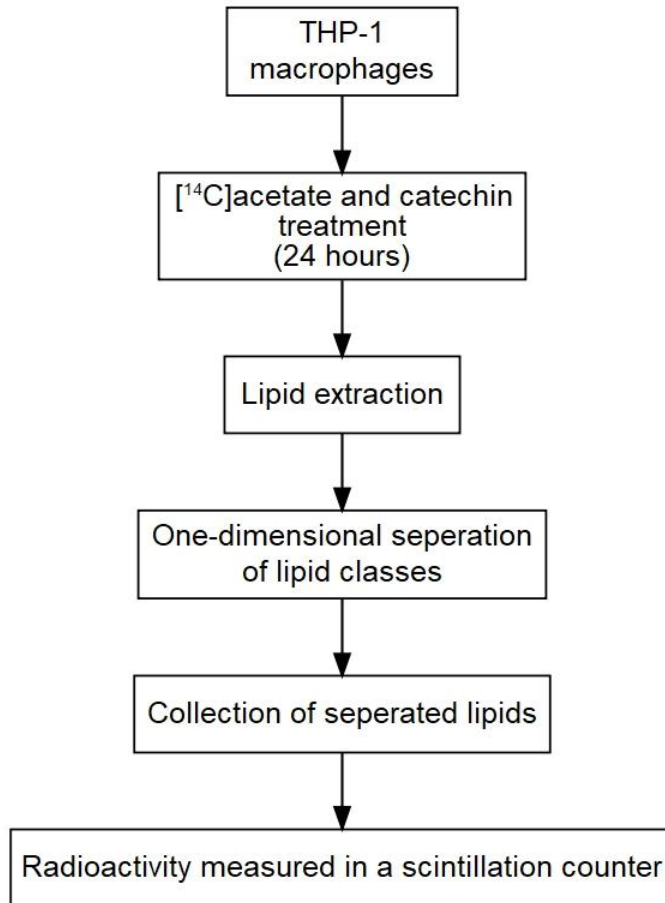 THP-1
macrophages
[¹⁴C]acetate and catechin
treatment
(24 hours)
Lipid extraction
One-dimensional seperation
of lipid classes
Collection of seperated lipids
Radioactivity measured in a scintillation counter